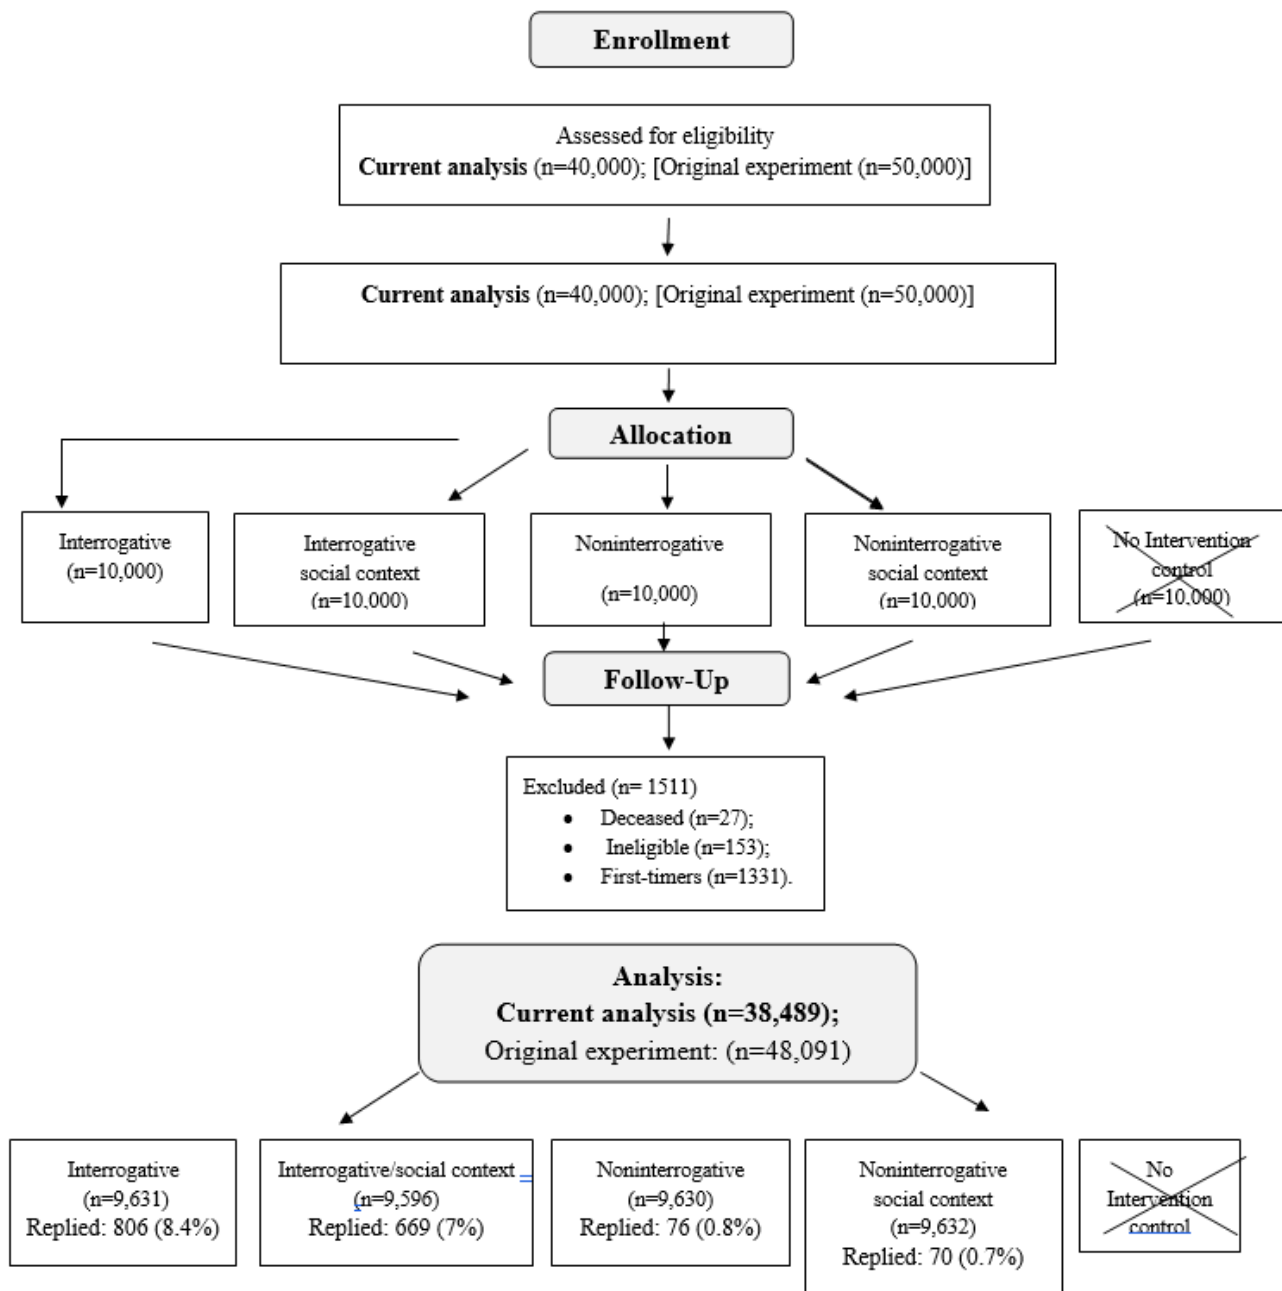 Enrollment
Assessed for eligibility
Current analysis (n=40,000); [Original experiment (n=50,000)]
Current analysis (n=40,000); [Original experiment (n=50,000)]
Allocation
Interrogative
(n=10,000)
Interrogative
social context
(n=10,000)
Noninterrogative
(n=10,000)
Noninterrogative
social context
(n=10,000)
No Intervention
control
(n=10,000)
Follow-Up
Excluded (n= 1511)
• Deceased (n=27);
• Ineligible (n=153);
• First-timers (n=1331).
Analysis:
Current analysis (n=38,489);
Original experiment: (n=48,091)
Interrogative
(n=9,631)
Replied: 806 (8.4%)
Interrogative/social context
(n=9,596)
Replied: 669 (7%)
Noninterrogative
(n=9,630)
Replied: 76 (0.8%)
Noninterrogative
social context
(n=9,632)
Replied: 70 (0.7%)
No
Intervention
control